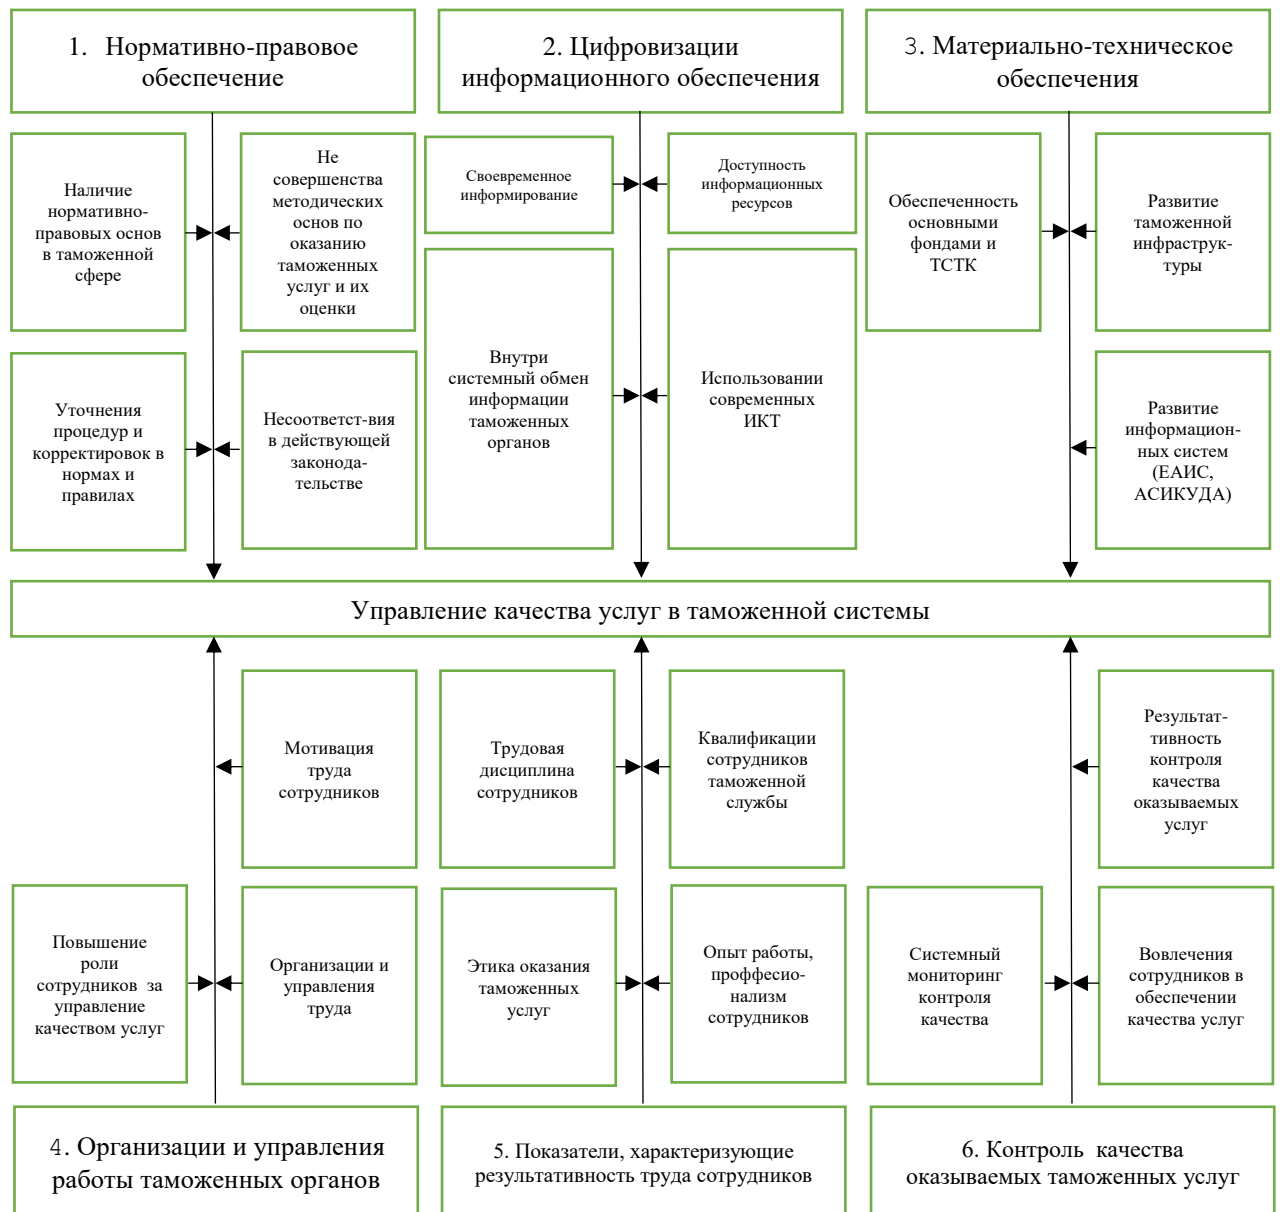 1. Нормативно-правовое
обеспечение
2. Цифровизации
информационного обеспечения
3. Материально-техническое
обеспечения
Наличие
нормативно-
правовых основ
в таможенной
сфере
Не
совершенства
методических
основ по
оказанию
таможенных
услуг и их
оценки
Своевременное
информирование
Доступность
информационных
ресурсов
Обеспеченность
основными
фондами и
ТСТК
Развитие
таможенной
инфраструк-
туры
Уточнения
процедур и
корректировок в
нормах и
правилах
Несоответст-вия
в действующей
законода-
тельстве
Внутри
системный обмен
информации
таможенных
органов
Использовании
современных
ИКТ
Развитие
информацион-
ных систем
(ЕАИС,
АСИКУДА)
Управление качества услуг в таможенной системы
Мотивация
труда
сотрудников
Трудовая
дисциплина
сотрудников
Квалификации
сотрудников
таможенной
службы
Результат-
тивность
контроля
качества
оказываемых
услуг
Повышение
роли
сотрудников за
управление
качеством услуг
Организации и
управления
труда
Этика оказания
таможенных
услуг
Опыт работы,
проффесио-
нализм
сотрудников
Системный
мониторинг
контроля
качества
Вовлечения
сотрудников в
обеспечении
качества услуг
4. Организации и управления
работы таможенных органов
5. Показатели, характеризующие
результативность труда сотрудников
6. Контроль качества
оказываемых таможенных услуг